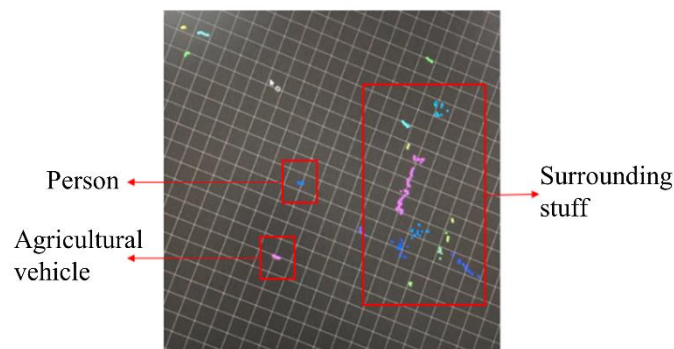 Person
Agricultural
vehicle
Surrounding
stuff